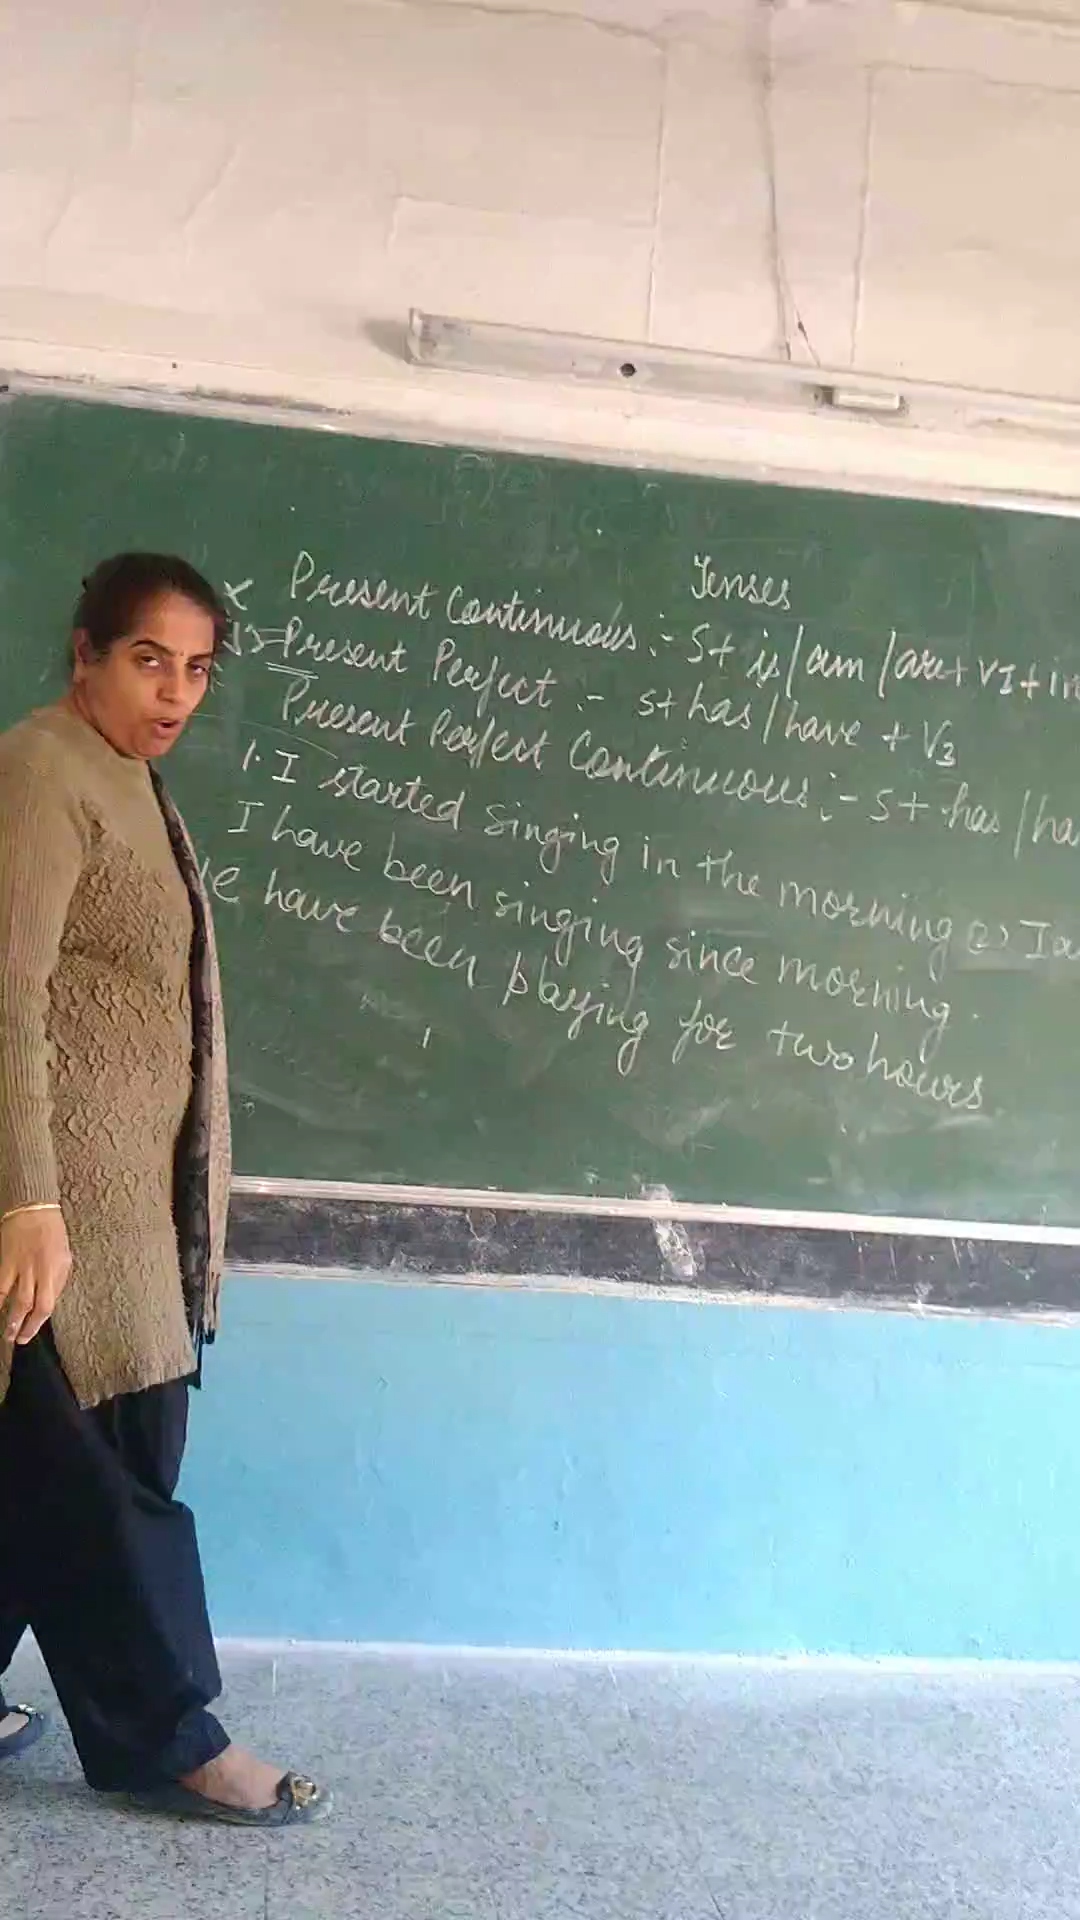 Tenses
Present Continuous :- S+ is/am/are+ V1+in
Present Perfect :- S+ has/have + V3
Present Perfect Continuous :- S+ has/ha
1. I started singing in the morning 2) I
I have been singing since morning.
have been playing for two hours